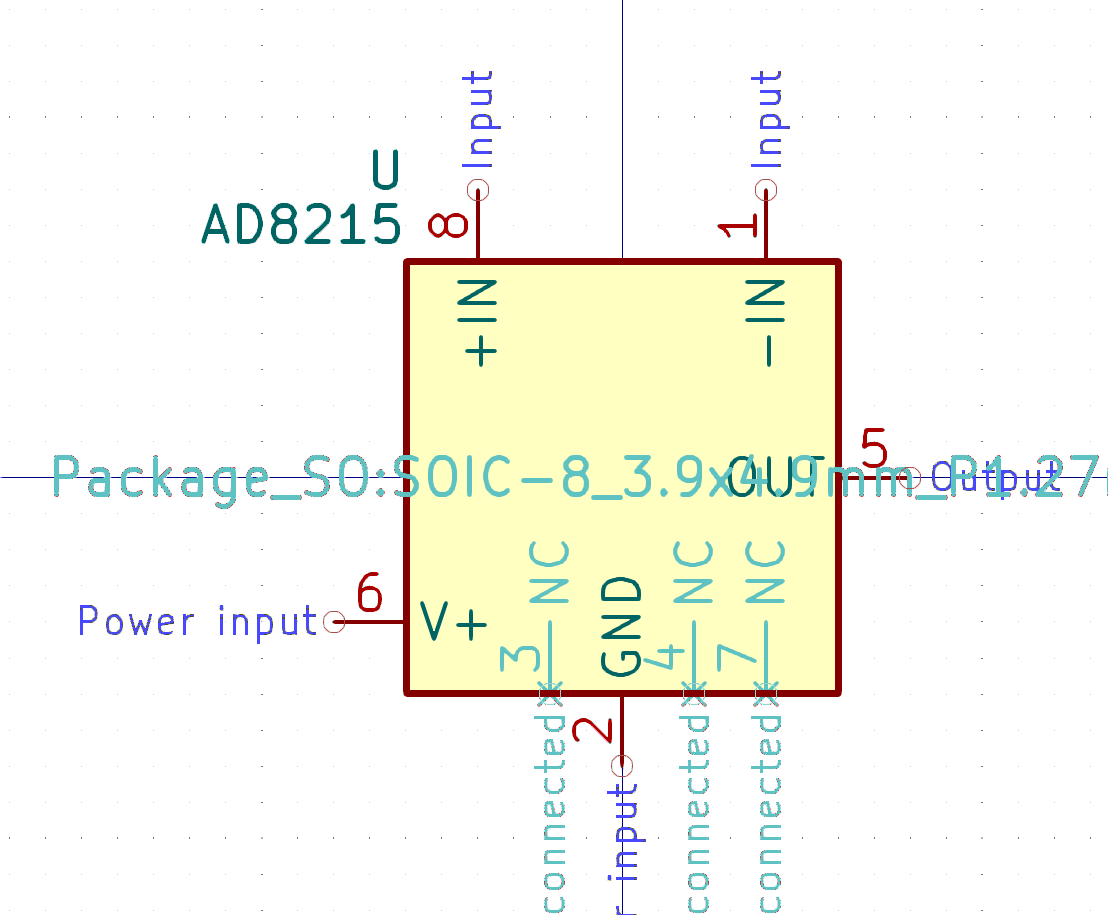 Input
Input
U
AD8215
8
1
+IN
-IN
5
Package_SO:SOIC-8_3.9x4.9mm_P1.27
OUT
Output
NC
NC
NC
6
Power input
V+
GND
3
4
7
2
connected
connected
connected
r input